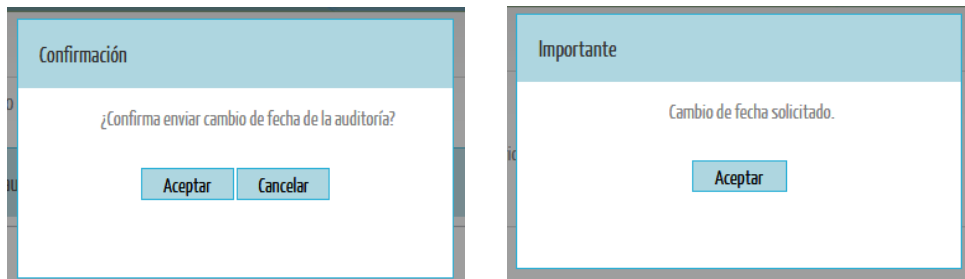 Confirmación
¿Confirma enviar cambio de fecha de la auditoría?
Aceptar Cancelar
Importante
Cambio de fecha solicitado.
Aceptar